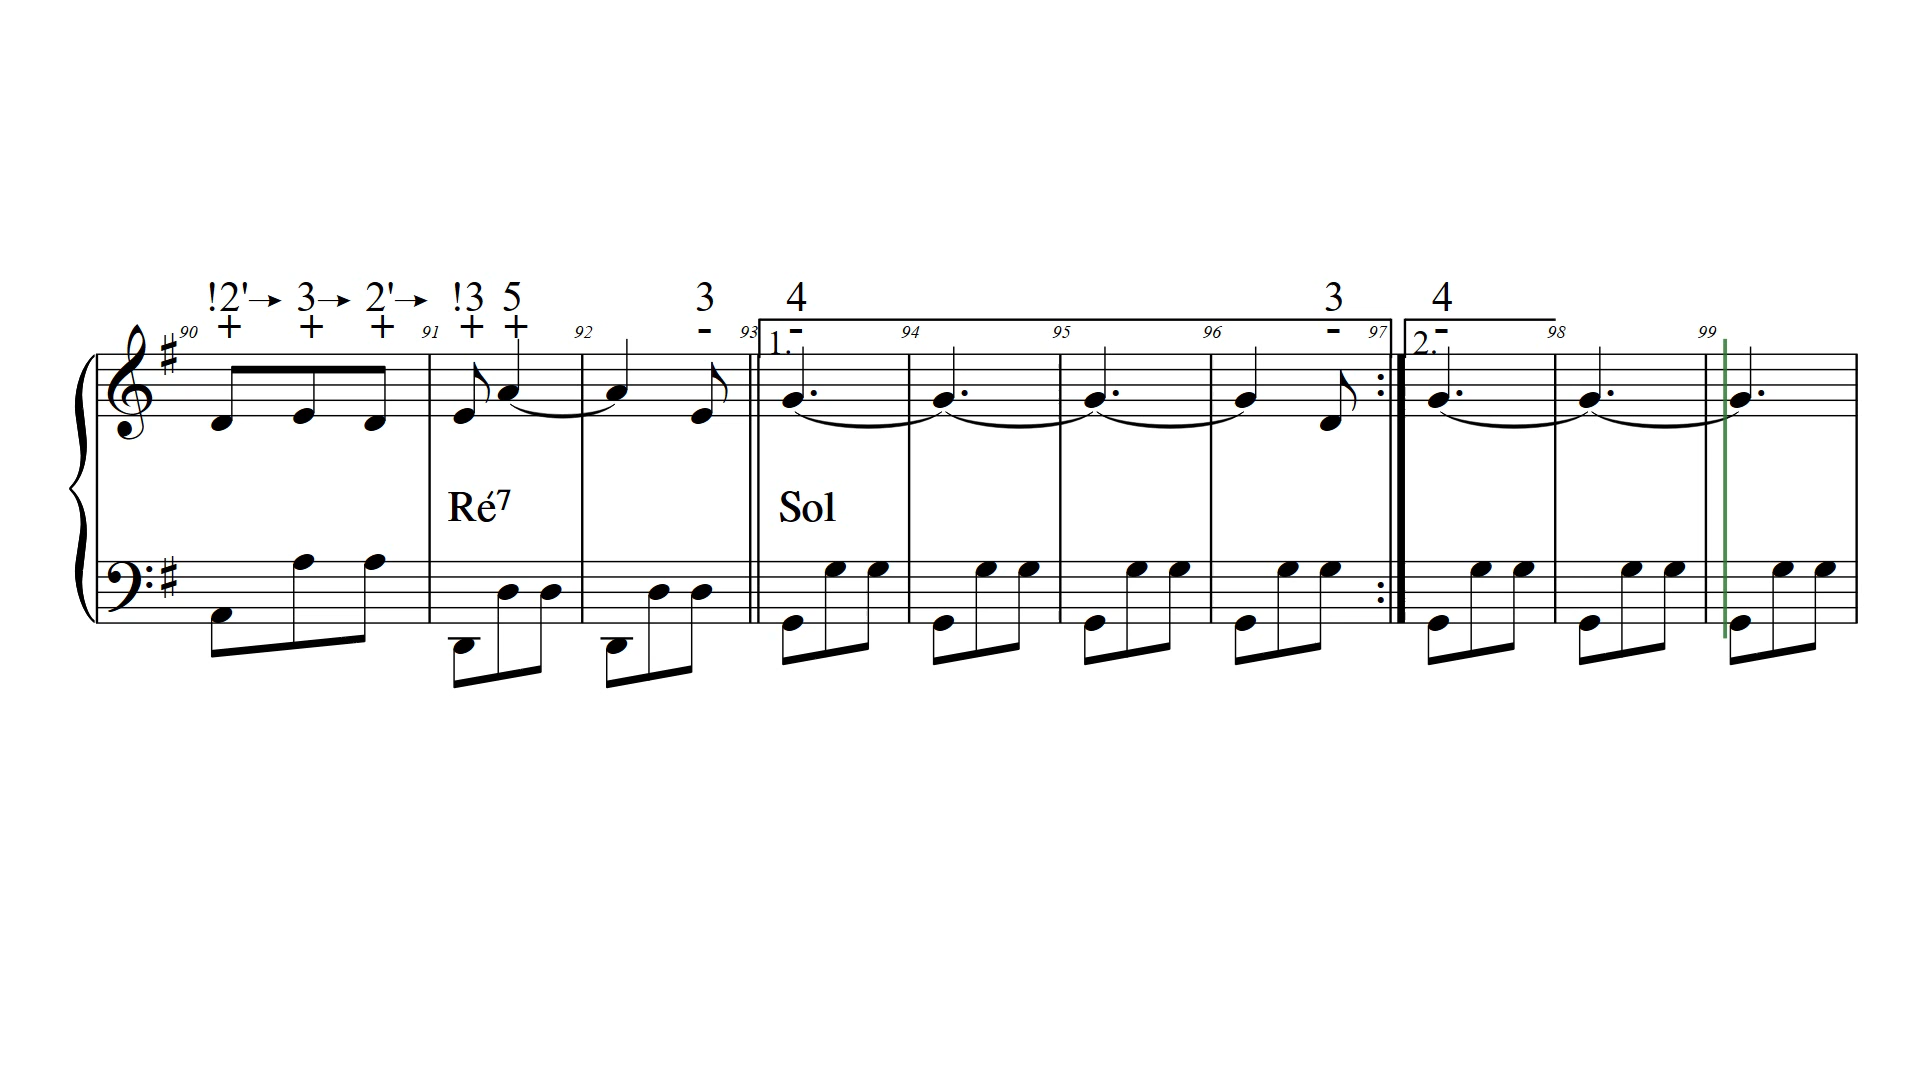 !2'→ 3→ 2'→ !3 5 3 4 3 4
+ + + + + - - - -
90 91 92 93 94 95 96 97 98 99
1. 2.
Ré7 Sol